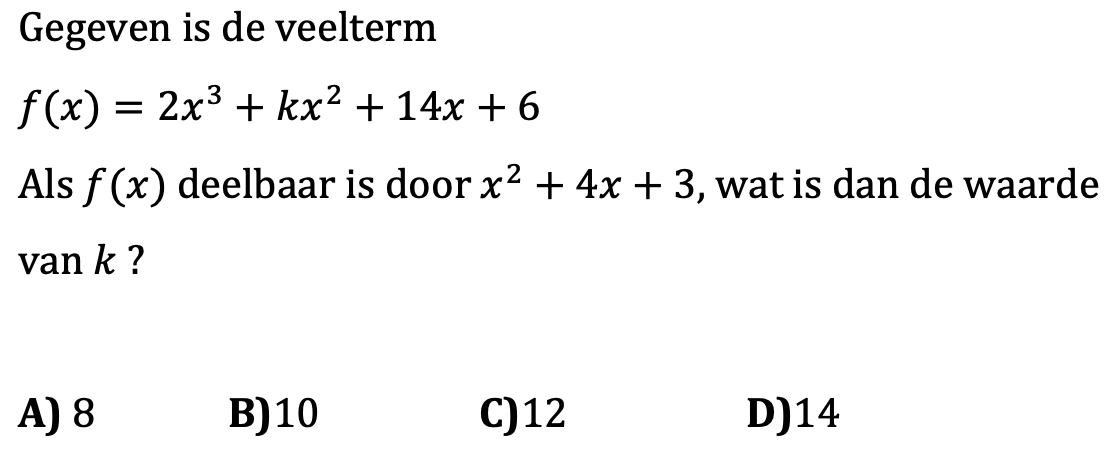 Gegeven is de veelterm
f(x) = 2x³ + kx² + 14x + 6
Als f(x) deelbaar is door x² + 4x + 3, wat is dan de waarde
van k ?
A) 8 B)10 C)12 D)14